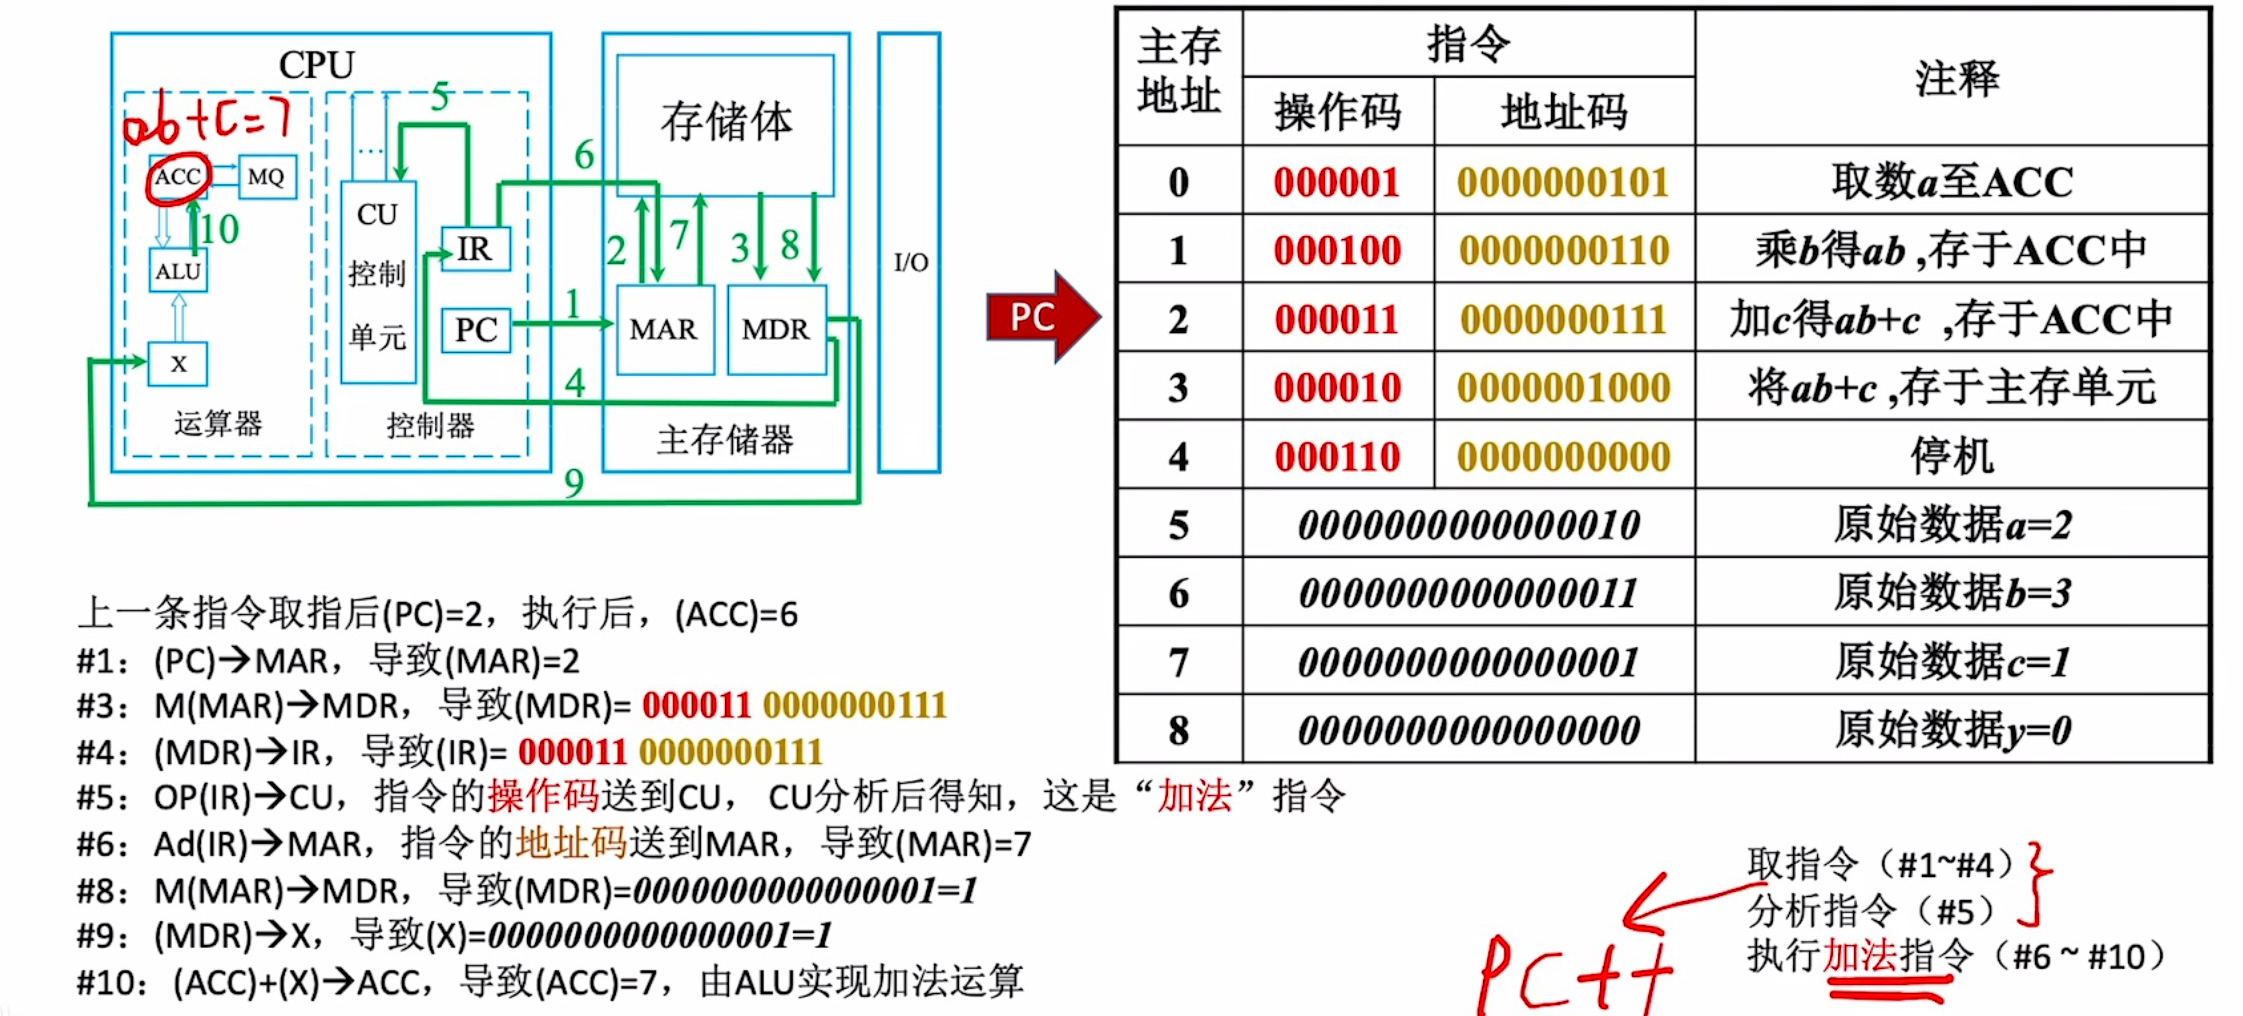 CPU
ab+c=7
ACC
MQ
10
ALU
X
运算器
5
...
CU
控制
单元
IR
PC
控制器
6
1
4
9
存储体
2
7
3
8
MAR
MDR
主存储器
I/O
PC
主存地址 指令 注释
操作码 地址码
0 000001 0000000101 取数a至ACC
1 000100 0000000110 乘b得ab ,存于ACC中
2 000011 0000000111 加c得ab+c ,存于ACC中
3 000010 0000001000 将ab+c ,存于主存单元
4 000110 0000000000 停机
5 0000000000000010 原始数据a=2
6 0000000000000011 原始数据b=3
7 0000000000000001 原始数据c=1
8 0000000000000000 原始数据y=0
上一条指令取指后(PC)=2，执行后，(ACC)=6
#1：(PC)→MAR，导致(MAR)=2
#3：M(MAR)→MDR，导致(MDR)= 000011 0000000111
#4：(MDR)→IR，导致(IR)= 000011 0000000111
#5：OP(IR)→CU，指令的操作码送到CU， CU分析后得知，这是“加法”指令
#6：Ad(IR)→MAR，指令的地址码送到MAR，导致(MAR)=7
#8：M(MAR)→MDR，导致(MDR)=0000000000000001=1
#9：(MDR)→X，导致(X)=0000000000000001=1
#10：(ACC)+(X)→ACC，导致(ACC)=7，由ALU实现加法运算
取指令（#1~#4）
分析指令（#5）
执行加法指令（#6 ~ #10）
PC++